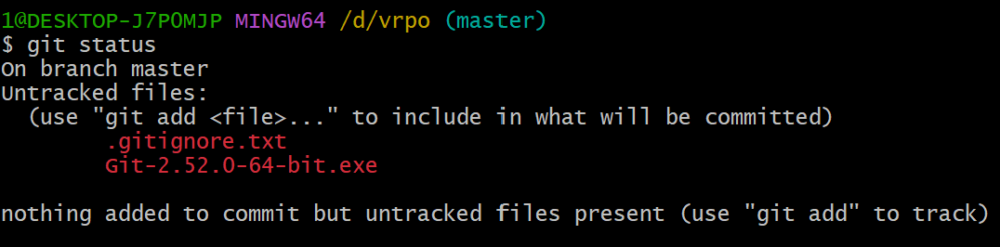 1@DESKTOP-J7P0MJP MINGW64 /d/vrpo (master)
$ git status
On branch master
Untracked files:
  (use "git add <file>..." to include in what will be committed)
        .gitignore.txt
        Git-2.52.0-64-bit.exe

nothing added to commit but untracked files present (use "git add" to track)